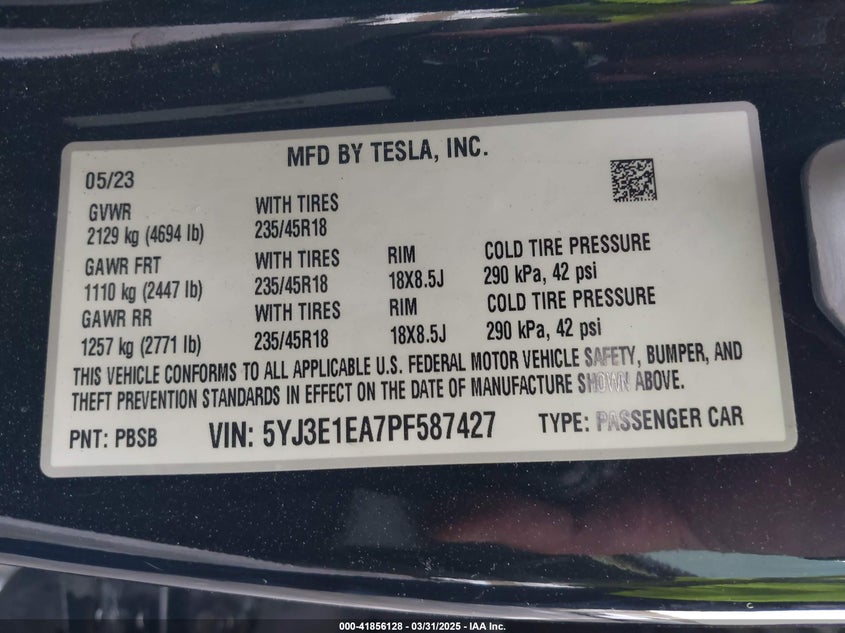 MFD BY TESLA, INC.
05/23
GVWR WITH TIRES
2129 kg (4694 lb) 235/45R18
GAWR FRT WITH TIRES RIM COLD TIRE PRESSURE
1110 kg (2447 lb) 235/45R18 18X8.5J 290 kPa, 42 psi
GAWR RR WITH TIRES RIM COLD TIRE PRESSURE
1257 kg (2771 lb) 235/45R18 18X8.5J 290 kPa, 42 psi
THIS VEHICLE CONFORMS TO ALL APPLICABLE U.S. FEDERAL MOTOR VEHICLE SAFETY, BUMPER, AND
THEFT PREVENTION STANDARDS IN EFFECT ON THE DATE OF MANUFACTURE SHOWN ABOVE.
PNT: PBSB VIN: 5YJ3E1EA7PF587427 TYPE: PASSENGER CAR
000-41856128 - 03/31/2025 - IAA Inc.